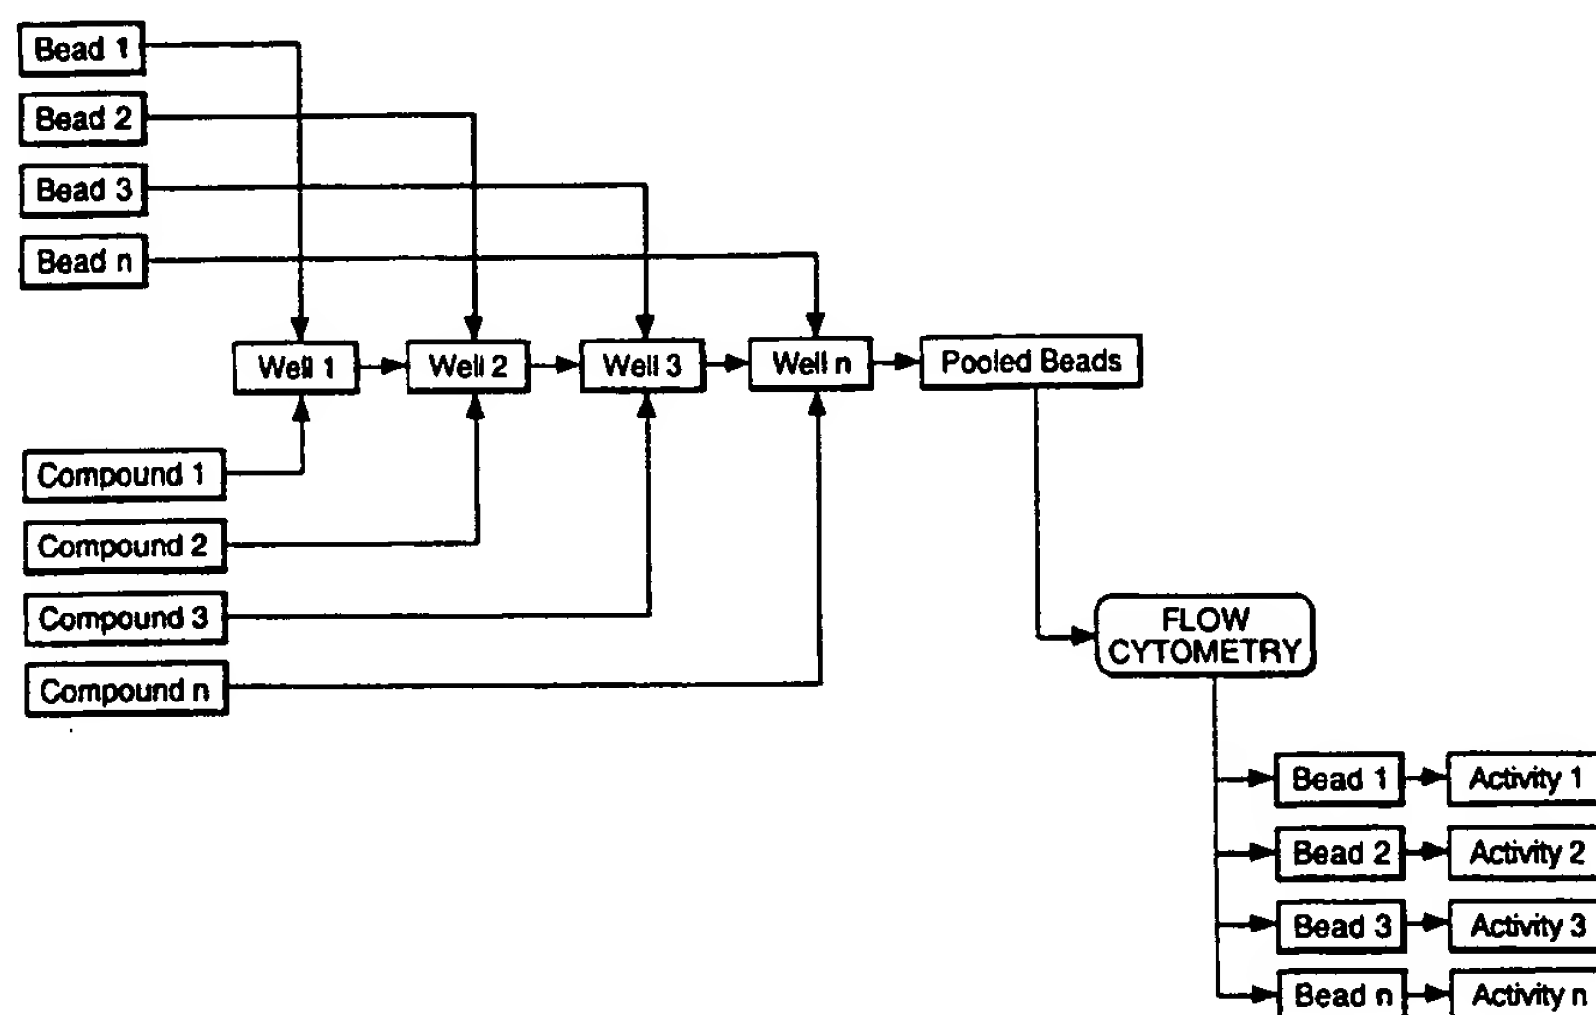 Bead 1
Bead 2
Bead 3
Bead n
Well 1
Well 2
Well 3
Well n
Pooled Beads
Compound 1
Compound 2
Compound 3
Compound n
FLOW
CYTOMETRY
Bead 1
Activity 1
Bead 2
Activity 2
Bead 3
Activity 3
Bead n
Activity n